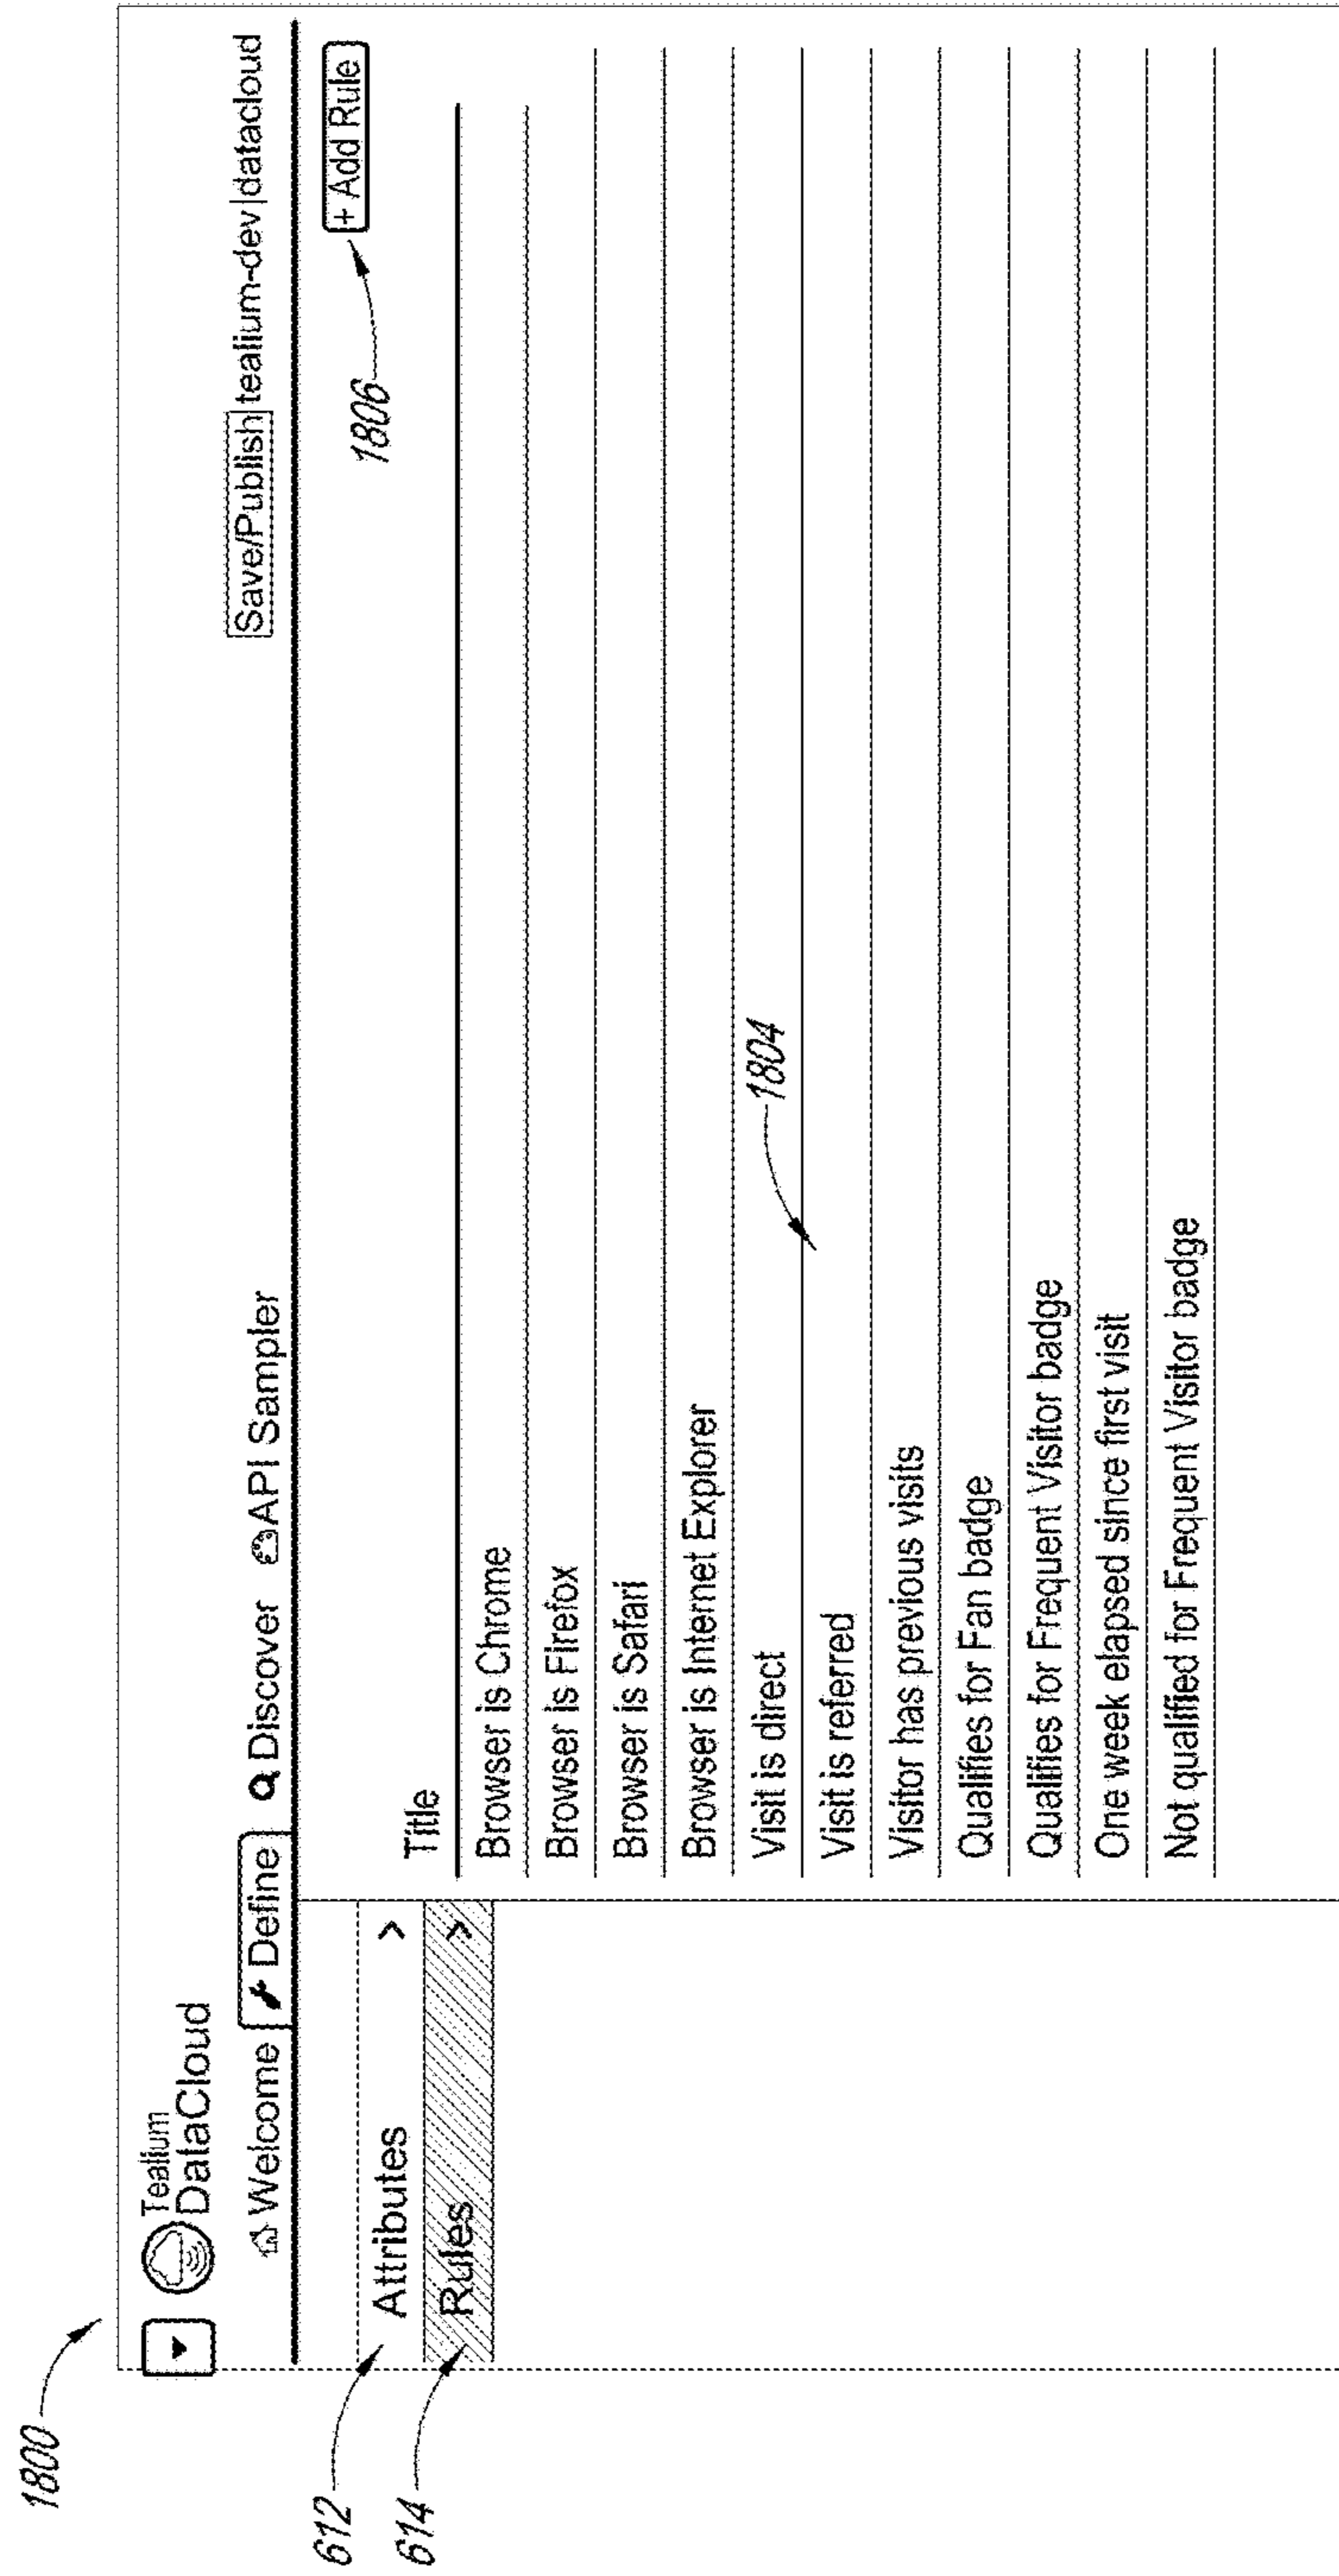 1800
Tealium
DataCloud
Save/Publish tealium-dev|datacloud
Welcome Define Discover API Sampler
612
614
Attributes >
Rules >
+ Add Rule
1806
Title
Browser is Chrome
Browser is Firefox
Browser is Safari
Browser is Internet Explorer
Visit is direct
1804
Visit is referred
Visitor has previous visits
Qualifies for Fan badge
Qualifies for Frequent Visitor badge
One week elapsed since first visit
Not qualified for Frequent Visitor badge